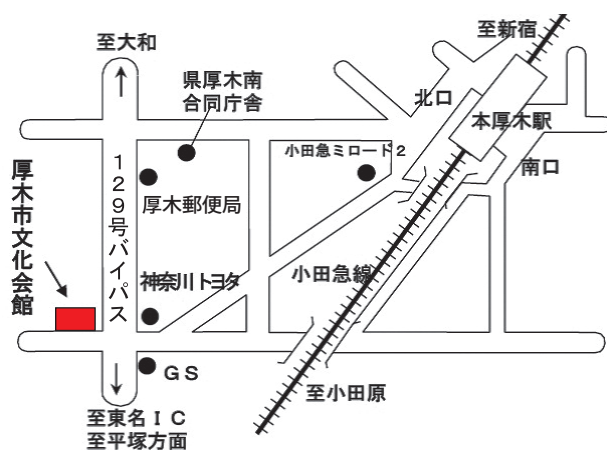 至大和
至新宿
県厚木南
合同庁舎
北口
本厚木駅
小田急ミロード2
南口
129号バイパス
厚木郵便局
厚木市文化会館
神奈川トヨタ
小田急線
GS
至小田原
至東名IC
至平塚方面